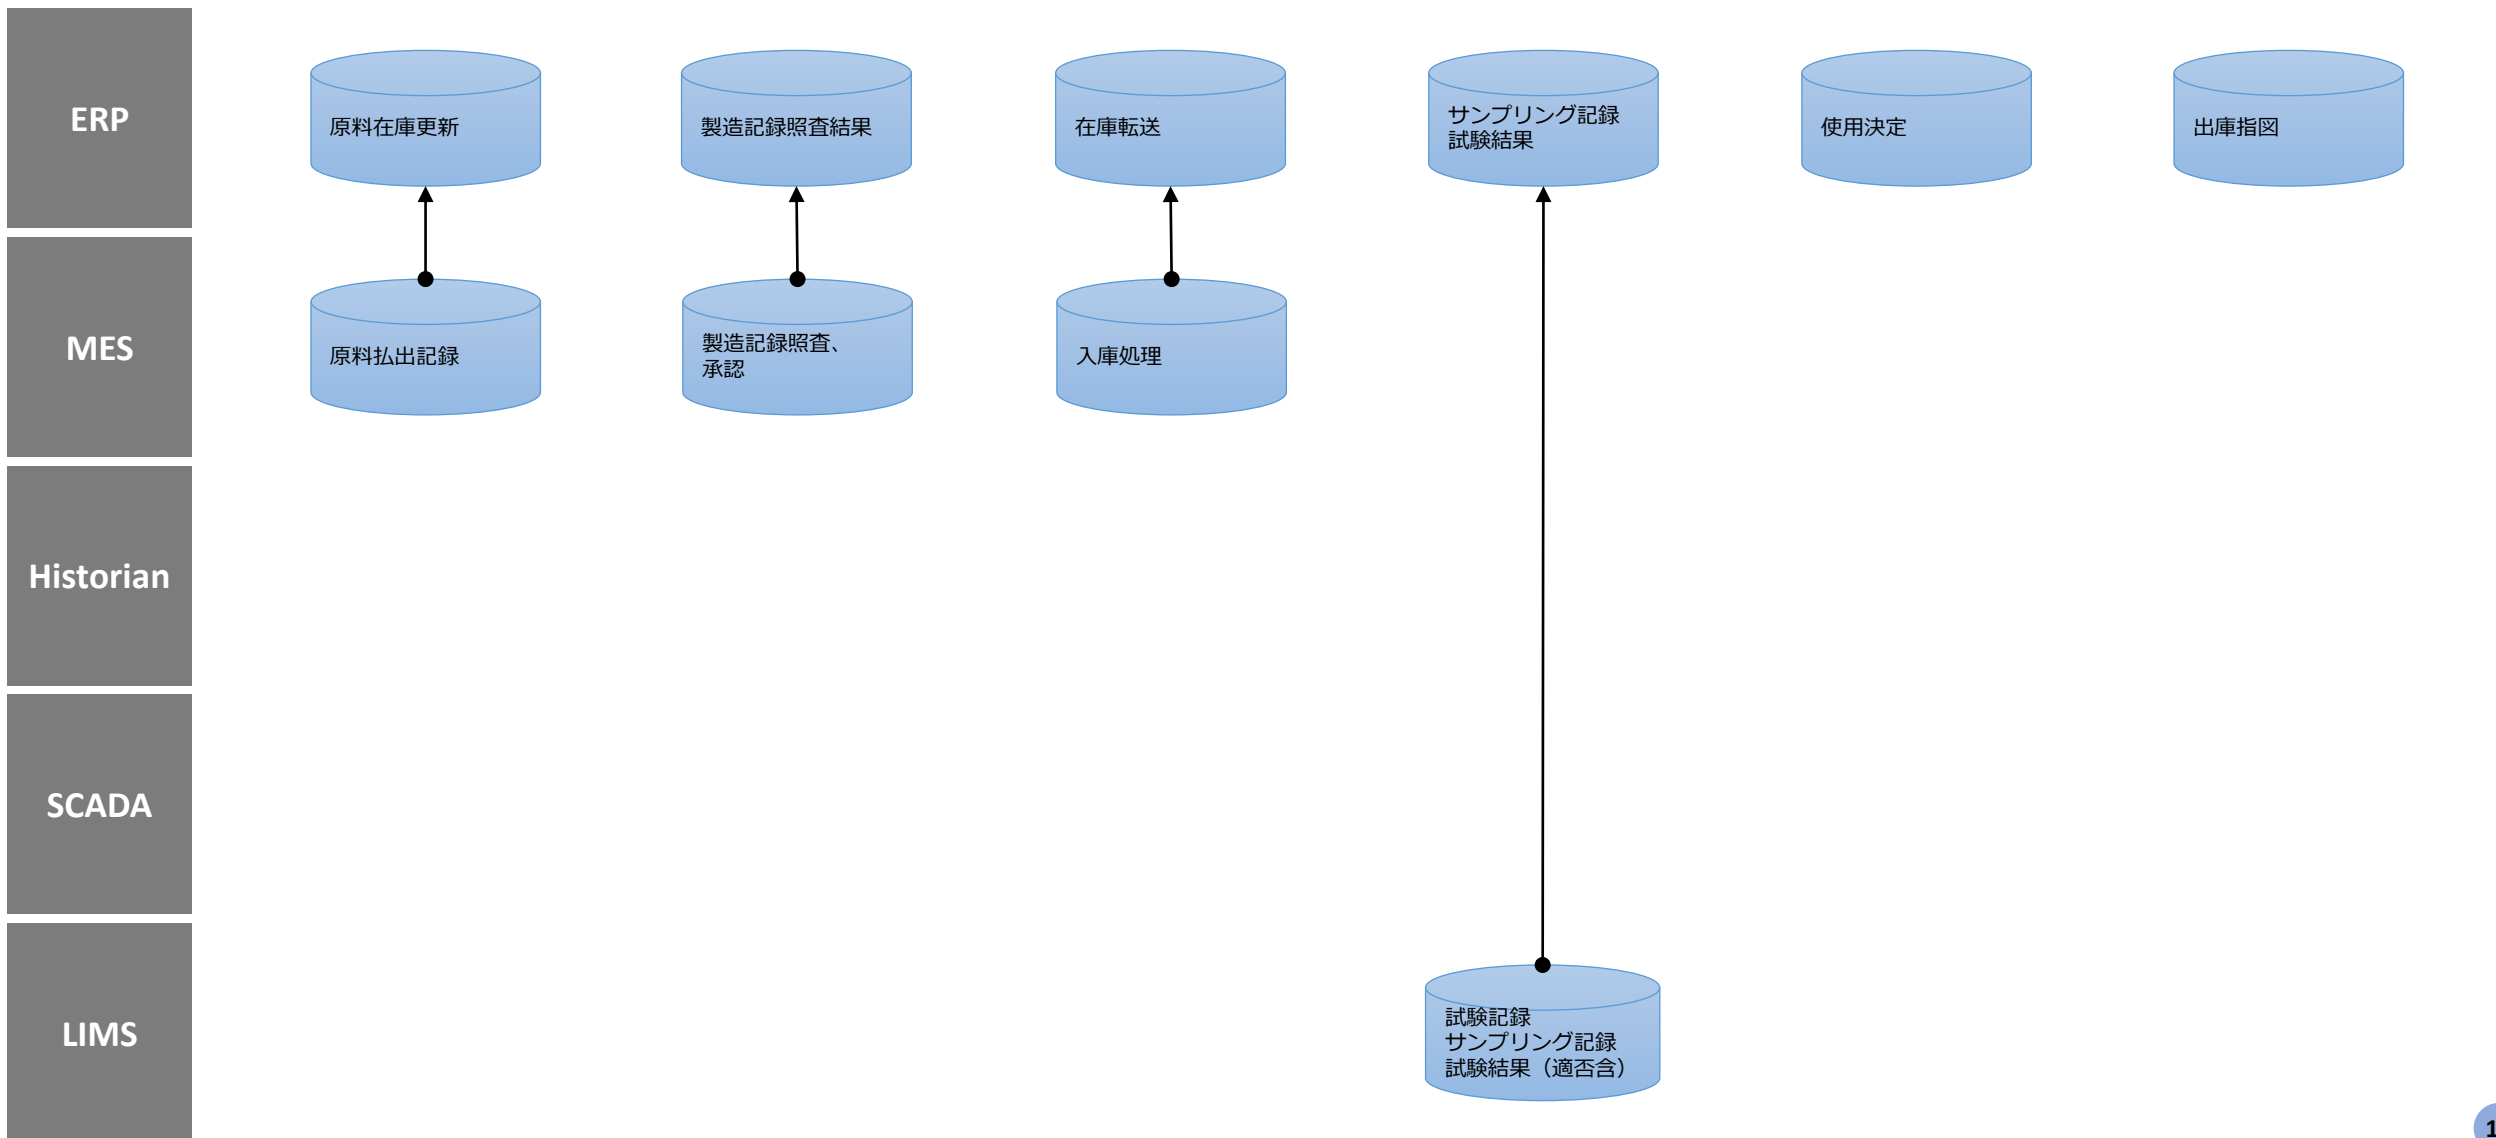 ERP
原料在庫更新
製造記録照査結果
在庫転送
サンプリング記録
試験結果
使用決定
出庫指図
MES
原料払出記録
製造記録照査、
承認
入庫処理
Historian
SCADA
LIMS
試験記録
サンプリング記録
試験結果（適否含）